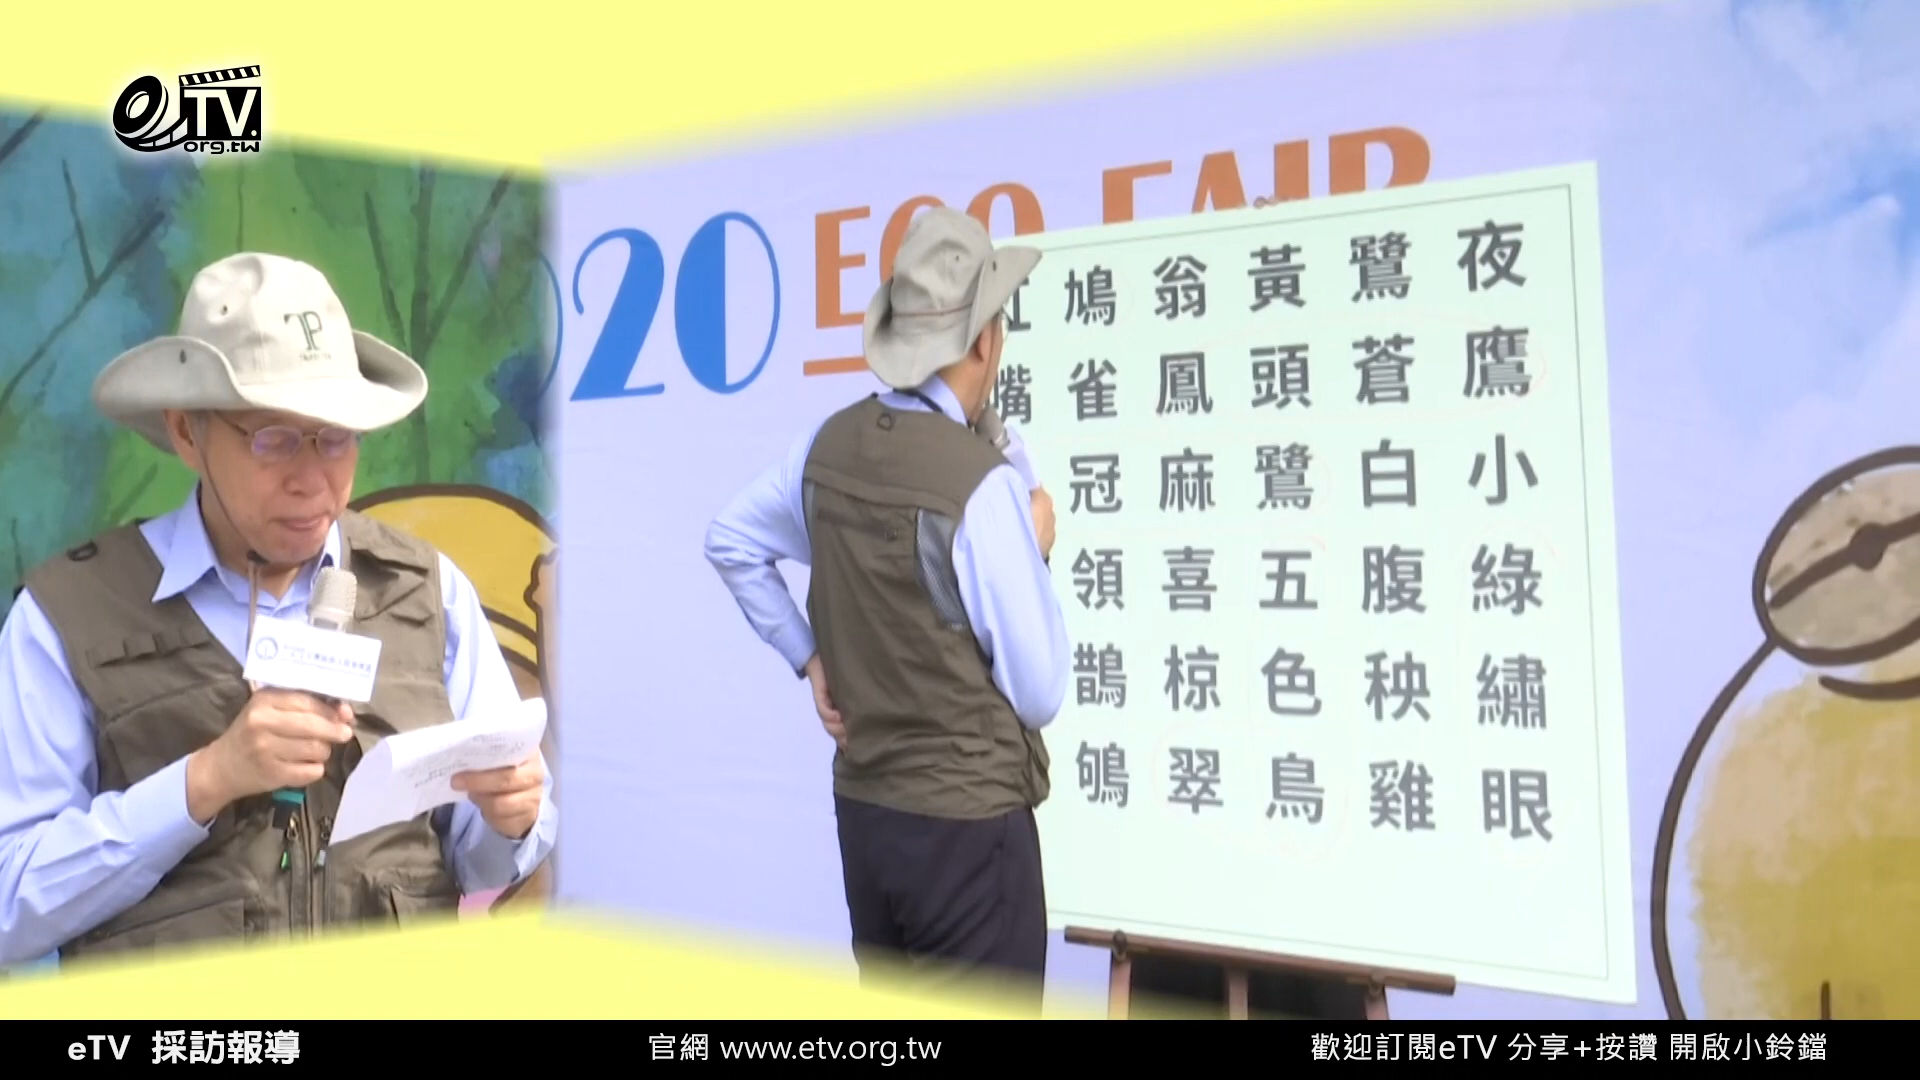 eTV.
org.tw
20 ECO FAIR
TP
夜鷹小綠繡眼
鷺蒼白腹秧雞
黃頭鷺五色鳥
翁鳳麻喜椋翠
鳩雀冠領鵲鴝
紅嘴
eTV 採訪報導
官網 www.etv.org.tw
歡迎訂閱eTV 分享+按讚 開啟小鈴鐺